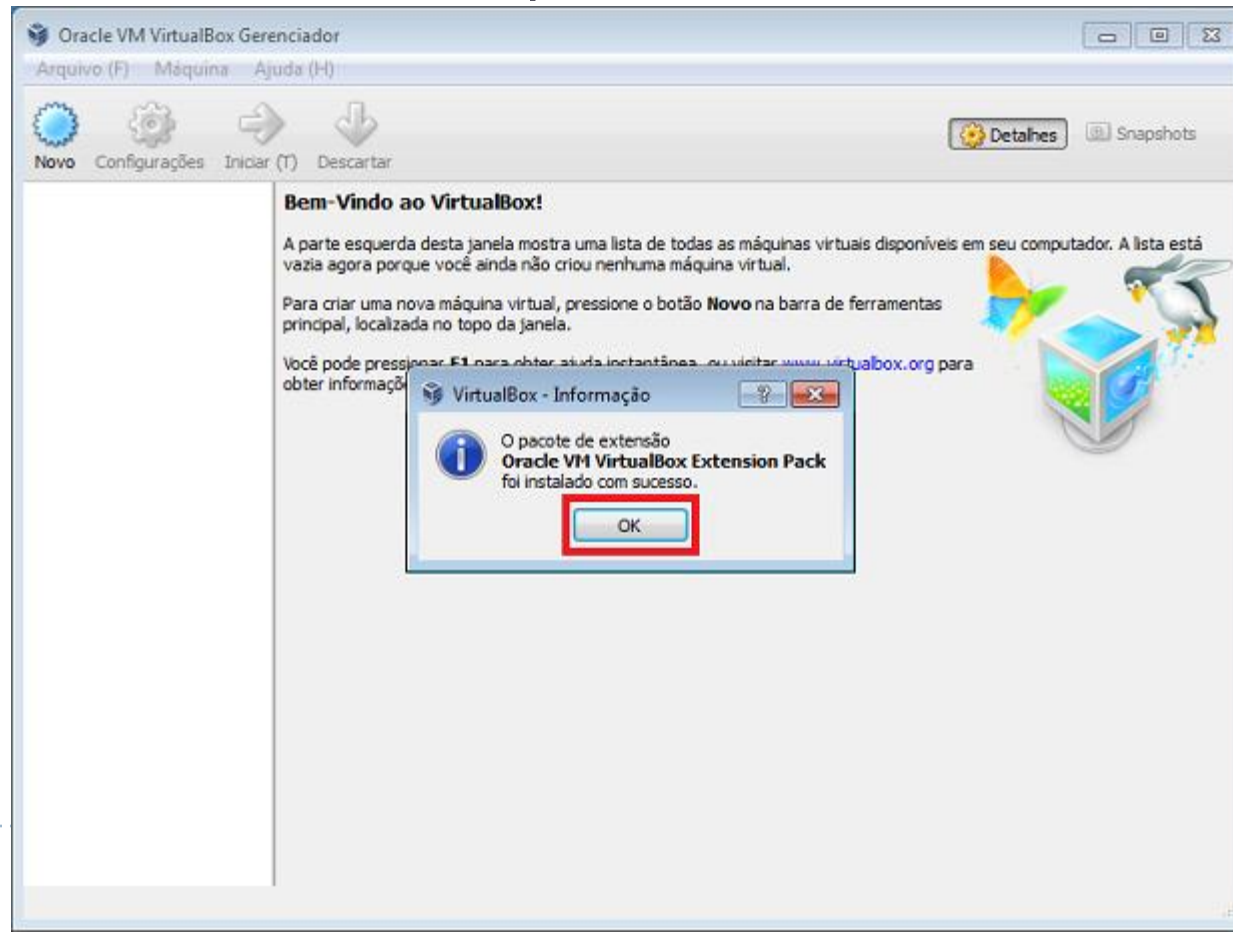 Oracle VM VirtualBox Gerenciador
Arquivo (F) Máquina Ajuda (H)
Novo Configurações Iniciar (T) Descartar
Detalhes Snapshots
Bem-Vindo ao VirtualBox!
A parte esquerda desta janela mostra uma lista de todas as máquinas virtuais disponíveis em seu computador. A lista está
vazia agora porque você ainda não criou nenhuma máquina virtual.
Para criar uma nova máquina virtual, pressione o botão Novo na barra de ferramentas
principal, localizada no topo da janela.
Você pode pressionar F1 para obter ajuda instantânea, ou visitar www.virtualbox.org para
obter
VirtualBox - Informação
O pacote de extensão
Oracle VM VirtualBox Extension Pack
foi instalado com sucesso.
OK